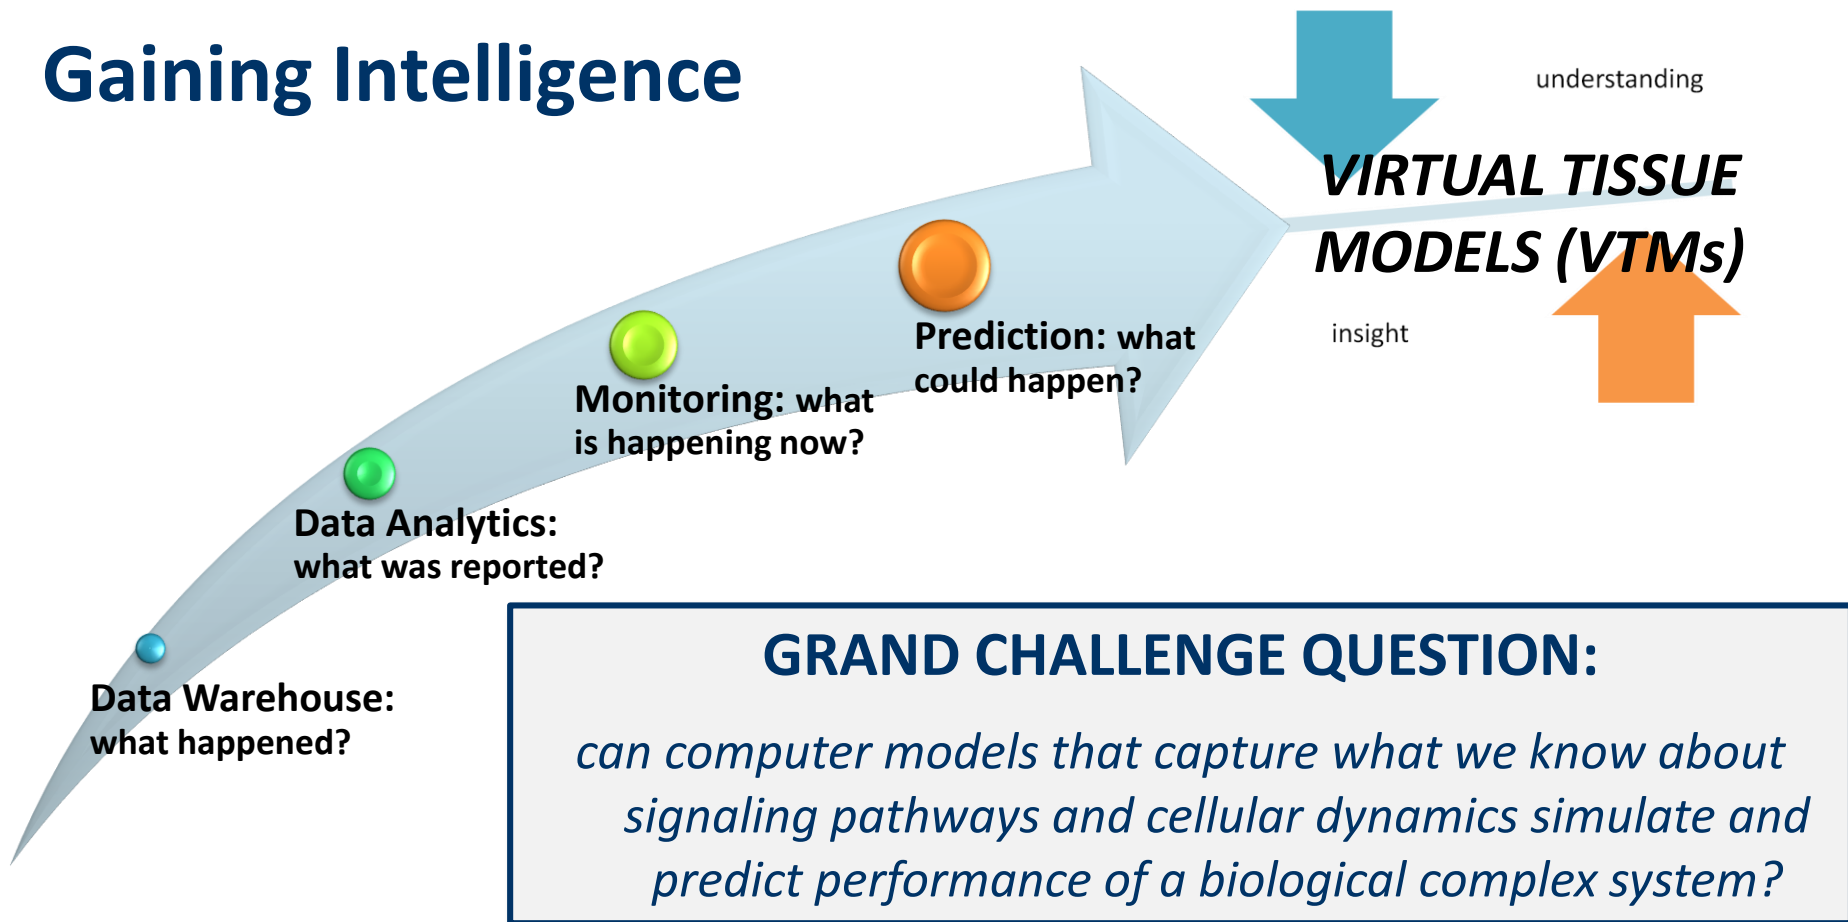 Gaining Intelligence
understanding
VIRTUAL TISSUE
MODELS (VTMs)
insight
Prediction: what
could happen?
Monitoring: what
is happening now?
Data Analytics:
what was reported?
Data Warehouse:
what happened?
GRAND CHALLENGE QUESTION:
can computer models that capture what we know about
signaling pathways and cellular dynamics simulate and
predict performance of a biological complex system?